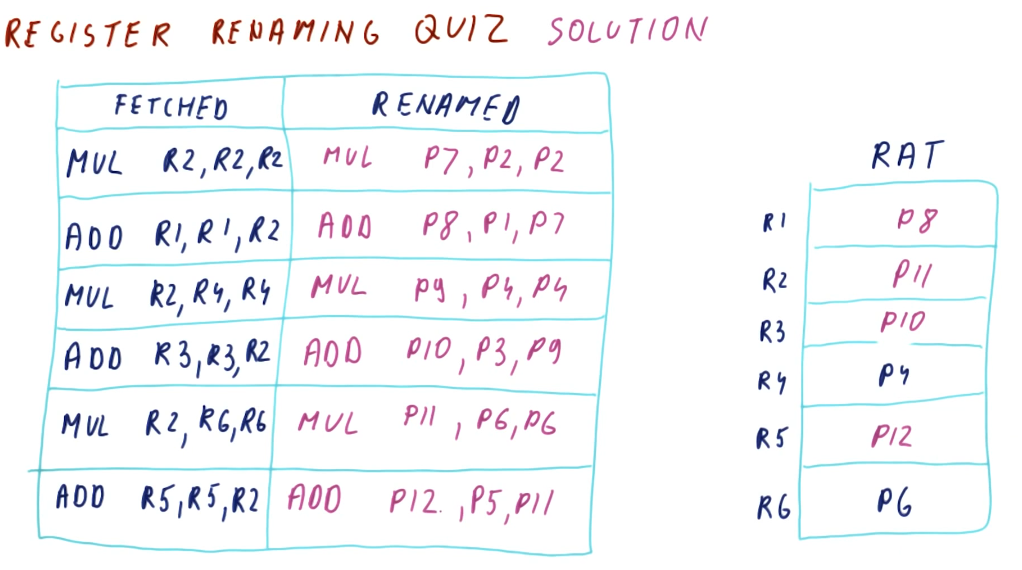 REGISTER RENAMING QUIZ SOLUTION
FETCHED RENAMED
MUL R2, R2, R2 MUL P7, P2, P2
ADD R1, R1, R2 ADD P8, P1, P7
MUL R2, R4, R4 MUL P9, P4, P4
ADD R3, R3, R2 ADD P10, P3, P9
MUL R2, R6, R6 MUL P11, P6, P6
ADD R5, R5, R2 ADD P12, P5, P11
RAT
R1 P8
R2 P11
R3 P10
R4 P4
R5 P12
R6 P6